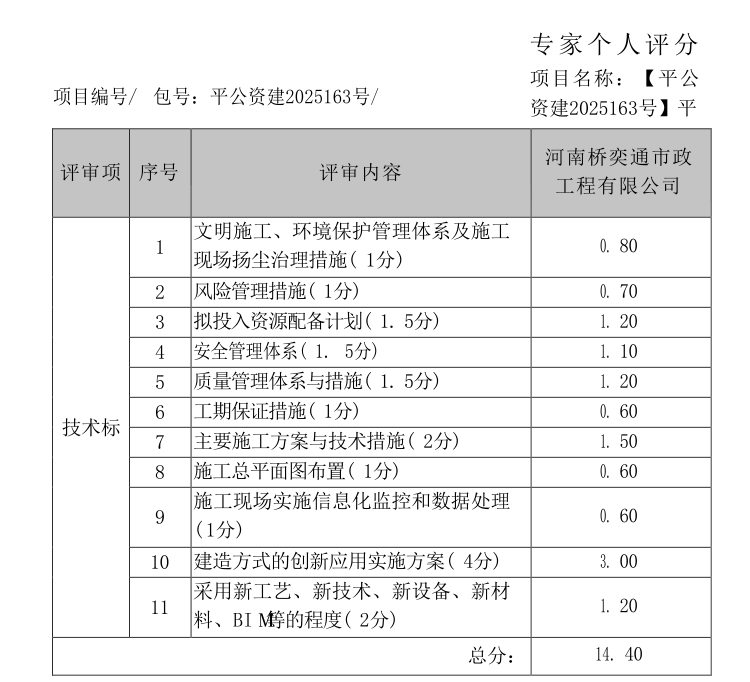 专家个人评分
项目编号/ 包号：平公资建2025163号/
项目名称：【平公
资建2025163号】平
评审项 序号 评审内容 河南桥奕通市政
工程有限公司
技术标
1 文明施工、环境保护管理体系及施工
现场扬尘治理措施(1分) 0.80
2 风险管理措施(1分) 0.70
3 拟投入资源配备计划(1.5分) 1.20
4 安全管理体系(1.5分) 1.10
5 质量管理体系与措施(1.5分) 1.20
6 工期保证措施(1分) 0.60
7 主要施工方案与技术措施(2分) 1.50
8 施工总平面图布置(1分) 0.60
9 施工现场实施信息化监控和数据处理
(1分) 0.60
10 建造方式的创新应用实施方案(4分) 3.00
11 采用新工艺、新技术、新设备、新材
料、BIM等的程度(2分) 1.20
总分： 14.40